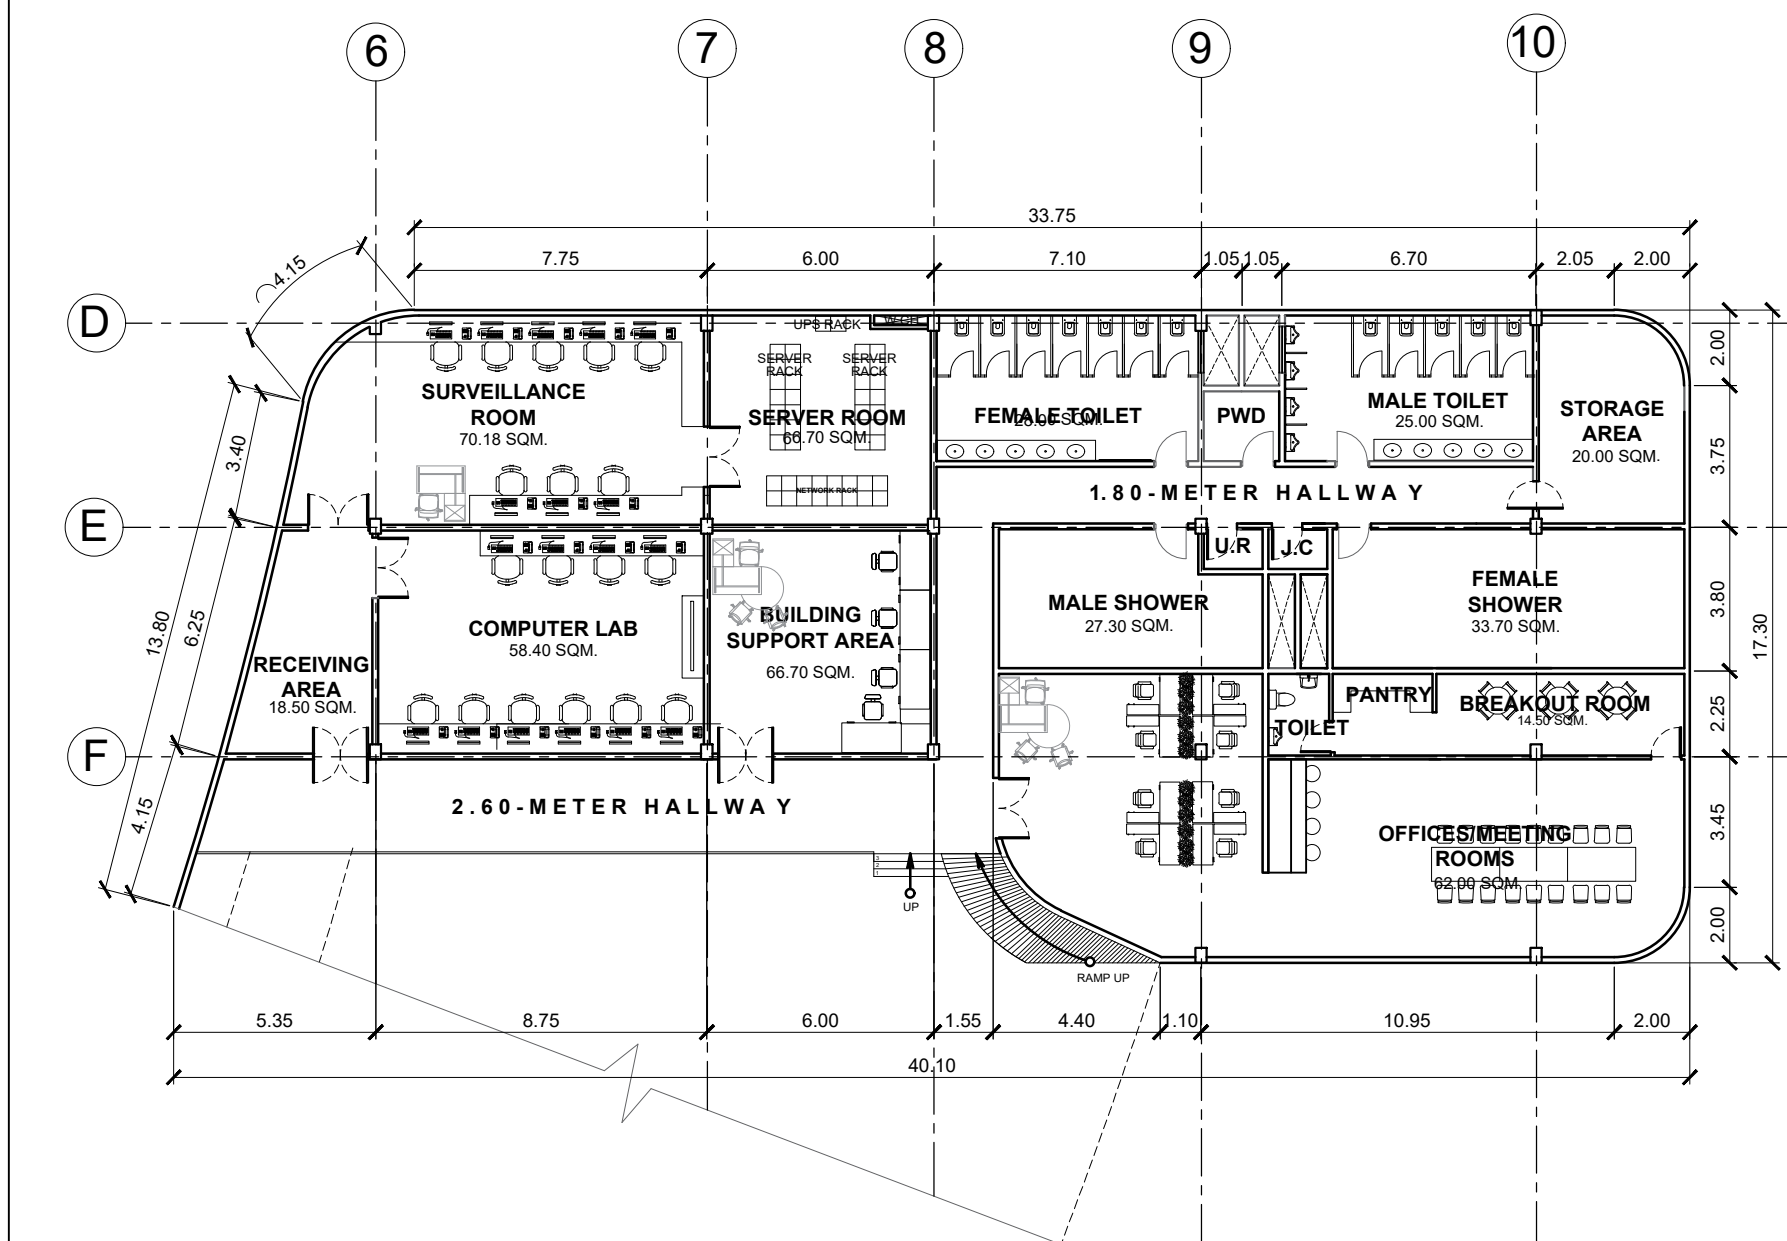 6
7
8
9
10
33.75
7.75
6.00
7.10
1.05
1.05
6.70
2.05
2.00
4.15
D
E
F
UPS RACK
W.CH
SERVER
RACK
SERVER
RACK
SURVEILLANCE
ROOM
70.18 SQM.
SERVER ROOM
66.70 SQM.
NETWORK RACK
FEMALE TOILET
28.00 SQM.
PWD
MALE TOILET
25.00 SQM.
STORAGE
AREA
20.00 SQM.
1.80-METER HALLWAY
2.00
3.75
3.80
2.25
3.45
2.00
17.30
3.40
6.25
13.80
4.15
U.R
J.C
MALE SHOWER
27.30 SQM.
FEMALE
SHOWER
33.70 SQM.
COMPUTER LAB
58.40 SQM.
BUILDING
SUPPORT AREA
66.70 SQM.
RECEIVING
AREA
18.50 SQM.
TOILET
PANTRY
BREAKOUT ROOM
14.50 SQM.
2.60-METER HALLWAY
OFFICES/MEETING
ROOMS
62.00 SQM.
3
2
1
UP
RAMP UP
5.35
8.75
6.00
1.55
4.40
1.10
10.95
2.00
40.10